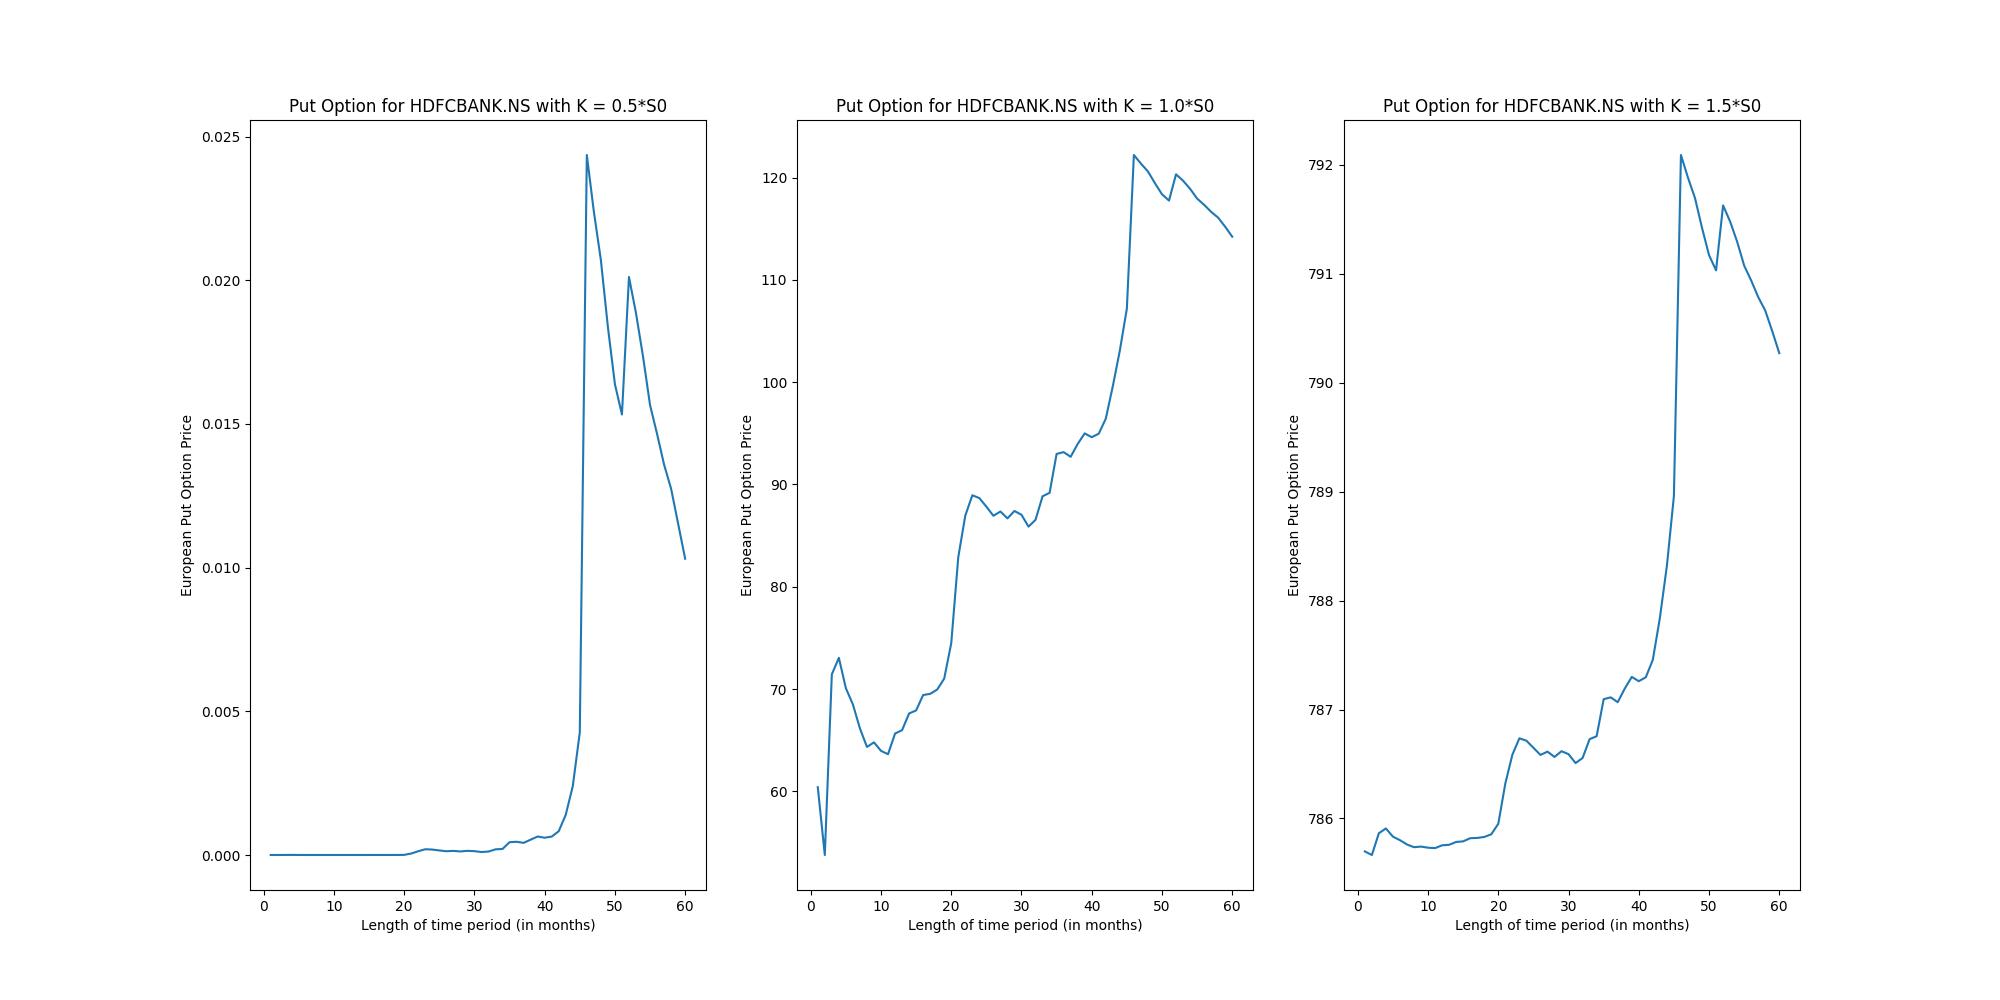 Put Option for HDFCBANK.NS with K = 0.5*S0
European Put Option Price
0.025
0.020
0.015
0.010
0.005
0.000
0 10 20 30 40 50 60
Length of time period (in months)
Put Option for HDFCBANK.NS with K = 1.0*S0
European Put Option Price
120
110
100
90
80
70
60
0 10 20 30 40 50 60
Length of time period (in months)
Put Option for HDFCBANK.NS with K = 1.5*S0
European Put Option Price
792
791
790
789
788
787
786
0 10 20 30 40 50 60
Length of time period (in months)